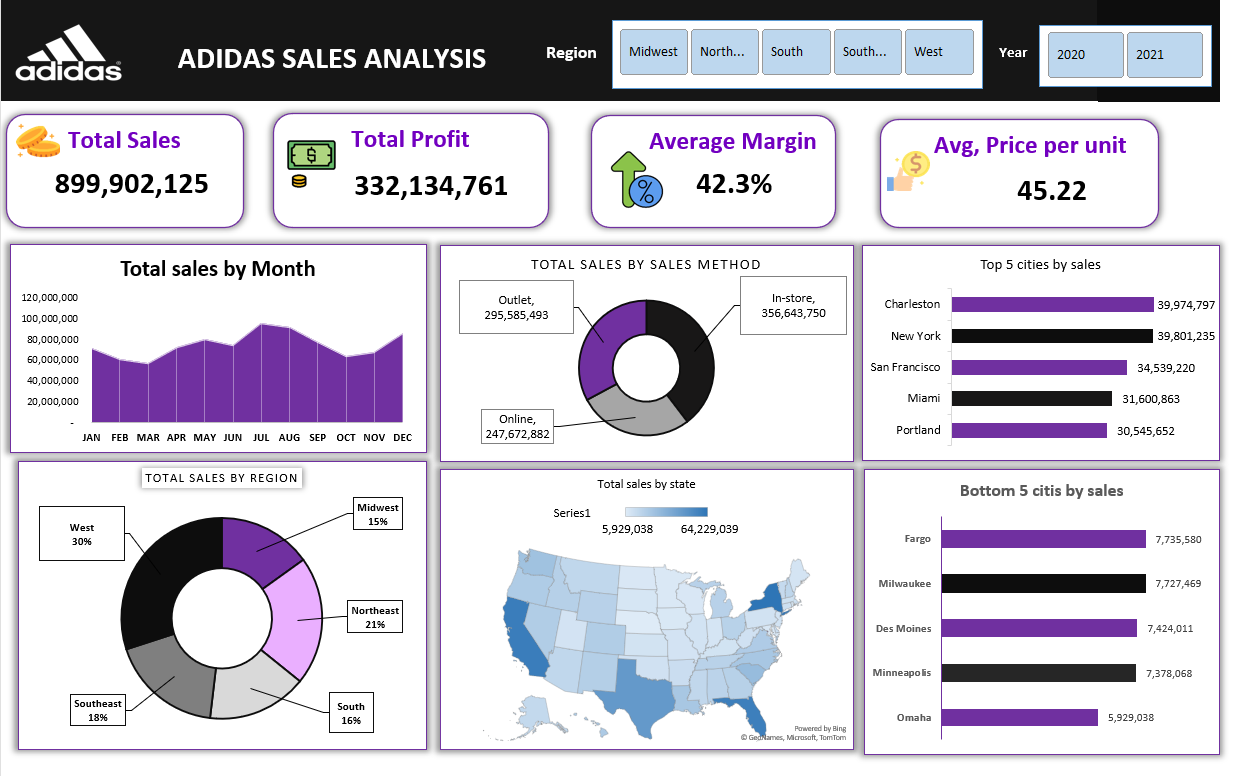 adidas
ADIDAS SALES ANALYSIS
Region
Midwest
North...
South
South...
West
Year
2020
2021
Total Sales
899,902,125
$
Total Profit
332,134,761
%
Average Margin
42.3%
$
Avg, Price per unit
45.22
Total sales by Month
120,000,000
100,000,000
80,000,000
60,000,000
40,000,000
20,000,000
-
JAN FEB MAR APR MAY JUN JUL AUG SEP OCT NOV DEC
TOTAL SALES BY SALES METHOD
Outlet,
295,585,493
In-store,
356,643,750
Online,
247,672,882
Top 5 cities by sales
Charleston 39,974,797
New York 39,801,235
San Francisco 34,539,220
Miami 31,600,863
Portland 30,545,652
TOTAL SALES BY REGION
West
30%
Midwest
15%
Northeast
21%
Southeast
18%
South
16%
Total sales by state
Series1
5,929,038 64,229,039
Powered by Bing
© GeoNames, Microsoft, TomTom
Bottom 5 citis by sales
Fargo 7,735,580
Milwaukee 7,727,469
Des Moines 7,424,011
Minneapolis 7,378,068
Omaha 5,929,038